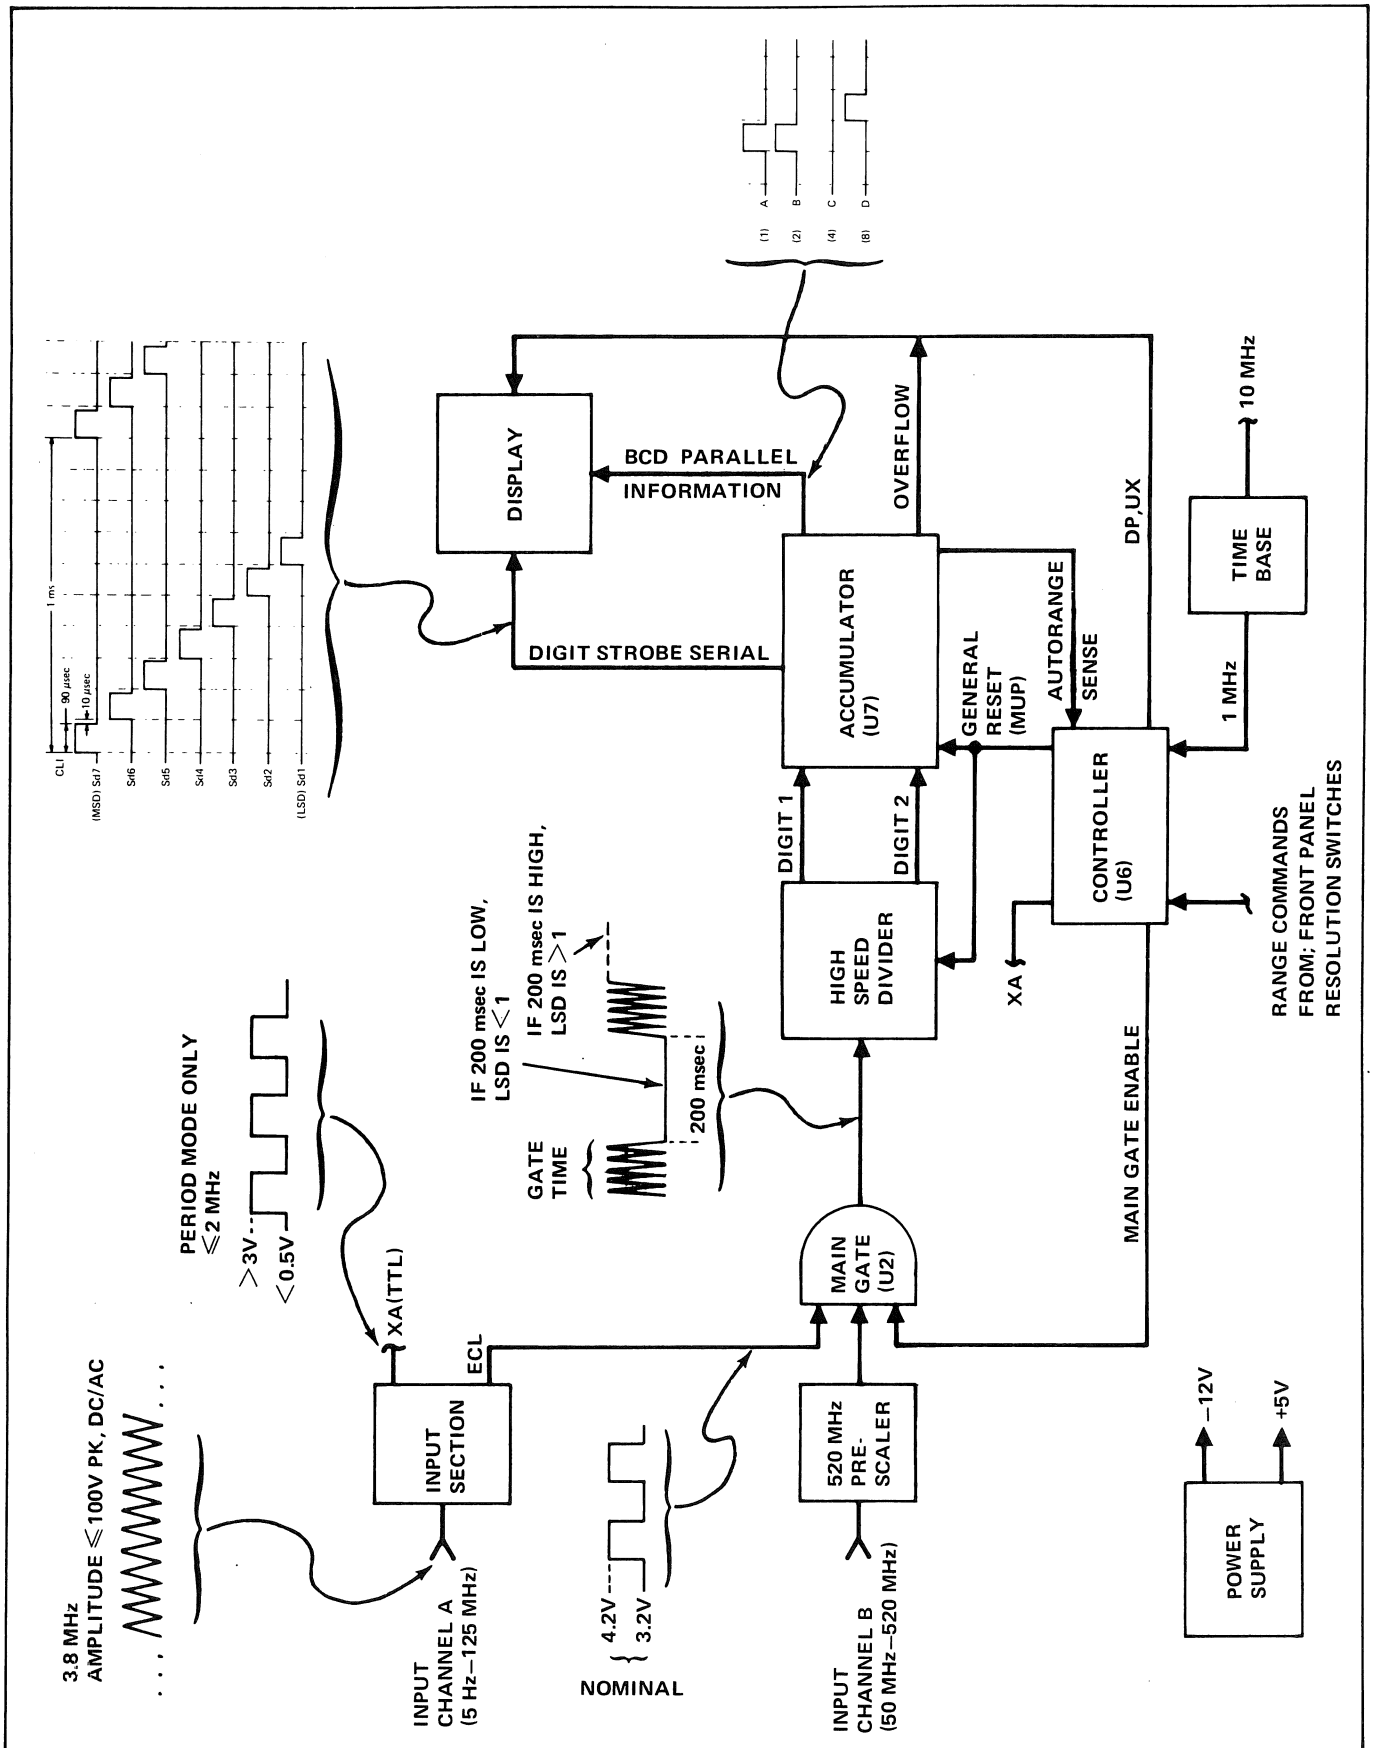 3.8 MHz
AMPLITUDE ⩽ 100V PK, DC/AC
PERIOD MODE ONLY
⩽ 2 MHz
>3V
<0.5V
XA(TTL)
INPUT
SECTION
ECL
INPUT
CHANNEL A
(5 Hz—125 MHz)
CLI
90 µsec
10 µsec
1 ms
(MSD) Sd7
Sd6
Sd5
Sd4
Sd3
Sd2
(LSD) Sd1
4.2V
3.2V
NOMINAL
GATE
TIME
200 msec
IF 200 msec IS LOW,
LSD IS < 1
IF 200 msec IS HIGH,
LSD IS > 1
DIGIT STROBE SERIAL
DISPLAY
BCD PARALLEL
INFORMATION
(1) A
(2) B
(4) C
(8) D
INPUT
CHANNEL B
(50 MHz—520 MHz)
520 MHz
PRE-
SCALER
MAIN
GATE
(U2)
HIGH
SPEED
DIVIDER
DIGIT 1
DIGIT 2
ACCUMULATOR
(U7)
OVERFLOW
GENERAL
RESET
(MUP)
AUTORANGE
SENSE
DP,UX
MAIN GATE ENABLE
XA
CONTROLLER
(U6)
1 MHz
TIME
BASE
10 MHz
RANGE COMMANDS
FROM; FRONT PANEL
RESOLUTION SWITCHES
POWER
SUPPLY
—12V
+5V